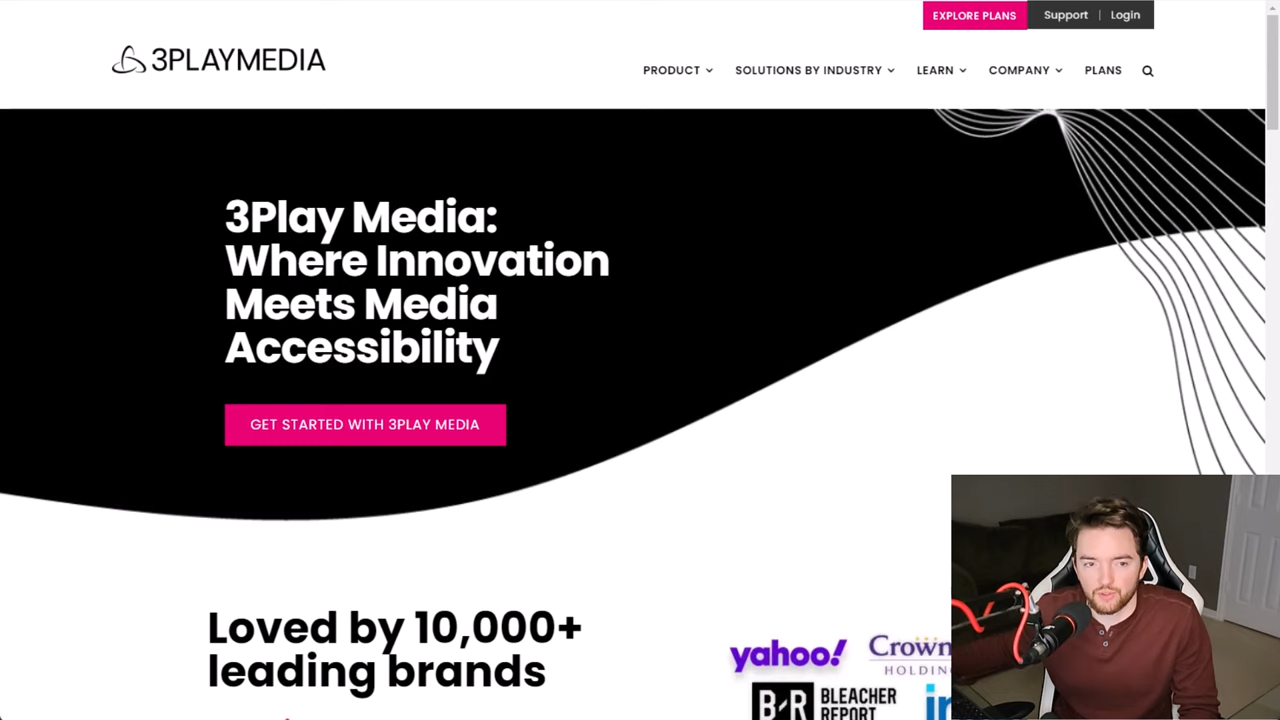 EXPLORE PLANS
Support | Login
3PLAYMEDIA
PRODUCT
SOLUTIONS BY INDUSTRY
LEARN
COMPANY
PLANS
3Play Media:
Where Innovation
Meets Media
Accessibility
GET STARTED WITH 3PLAY MEDIA
Loved by 10,000+
leading brands
yahoo!
Crown
HOLDING
B/R BLEACHER
REPORT
in